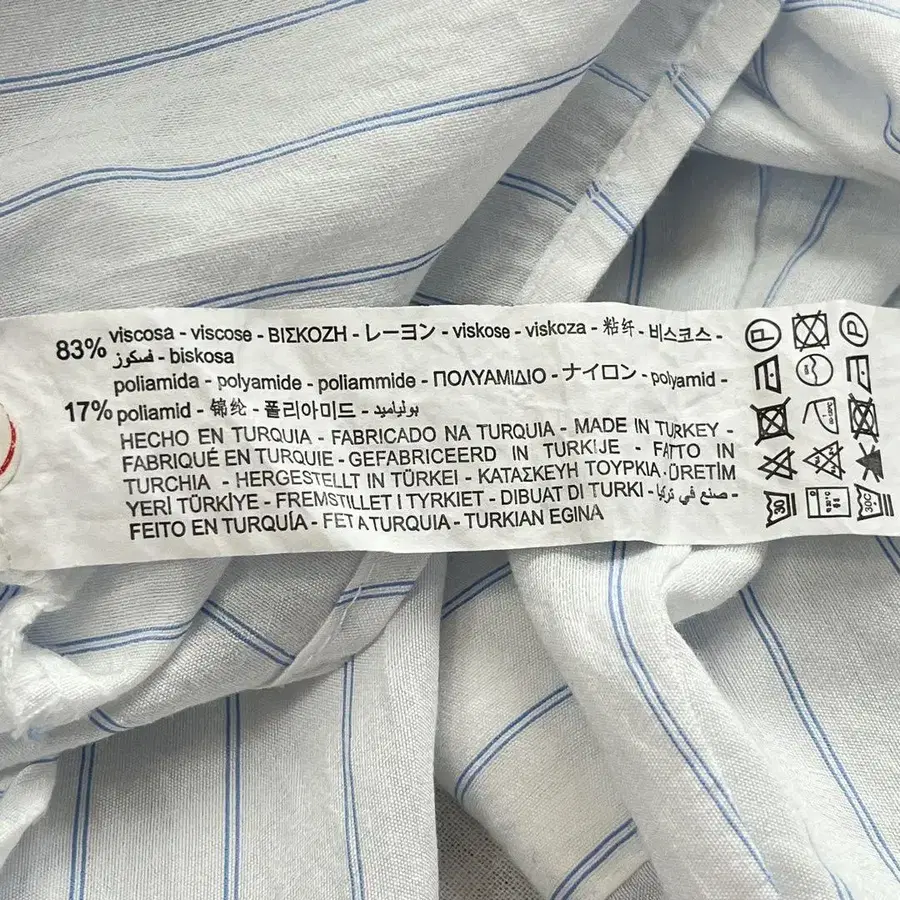 83% viscosa - viscose - ΒΙΣΚΟΖΗ - レーヨン - viskose - viskoza - 粘纤 - 비스코스 -
فسكوز - biskosa
poliamida - polyamide - poliammide - ΠΟΛΥΑΜΙΔΙΟ - ナイロン - polyamid -
17% poliamid - 锦纶 - 폴리아미드 - بولياميد
HECHO EN TURQUIA - FABRICADO NA TURQUIA - MADE IN TURKEY -
FABRIQUÉ EN TURQUIE - GEFABRICEERD IN TURKIJE - FATTO IN
TURCHIA - HERGESTELLT IN TÜRKEI - ΚΑΤΑΣΚΕΥΗ ΤΟΥΡΚΙΑ - ÜRETİM
YERİ TÜRKİYE - FREMSTILLET I TYRKIET - DIBUAT DI TURKI - صنع في تركيا -
FEITO EN TURQUÍA - FET A TURQUIA - TURKIAN EGINA
P P
30 30C